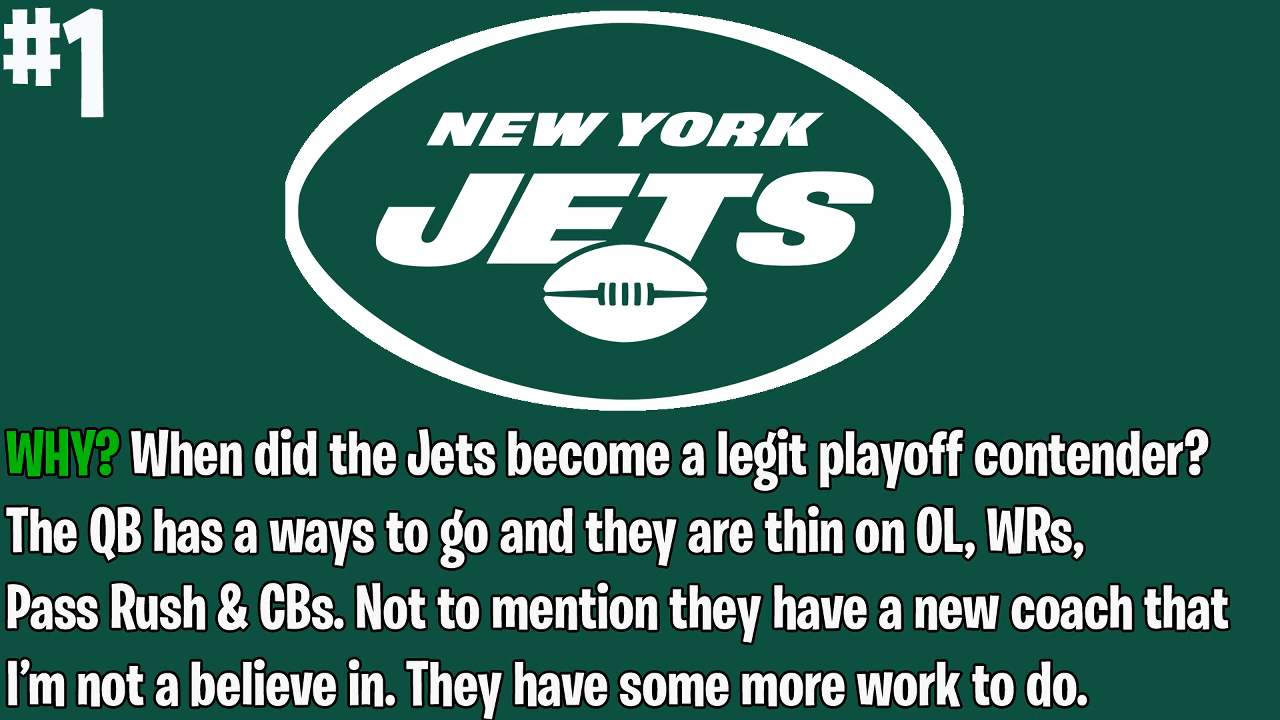 #1
NEW YORK
JETS
WHY? When did the Jets become a legit playoff contender?
The QB has a ways to go and they are thin on OL, WRs,
Pass Rush & CBs. Not to mention they have a new coach that
I'm not a believe in. They have some more work to do.